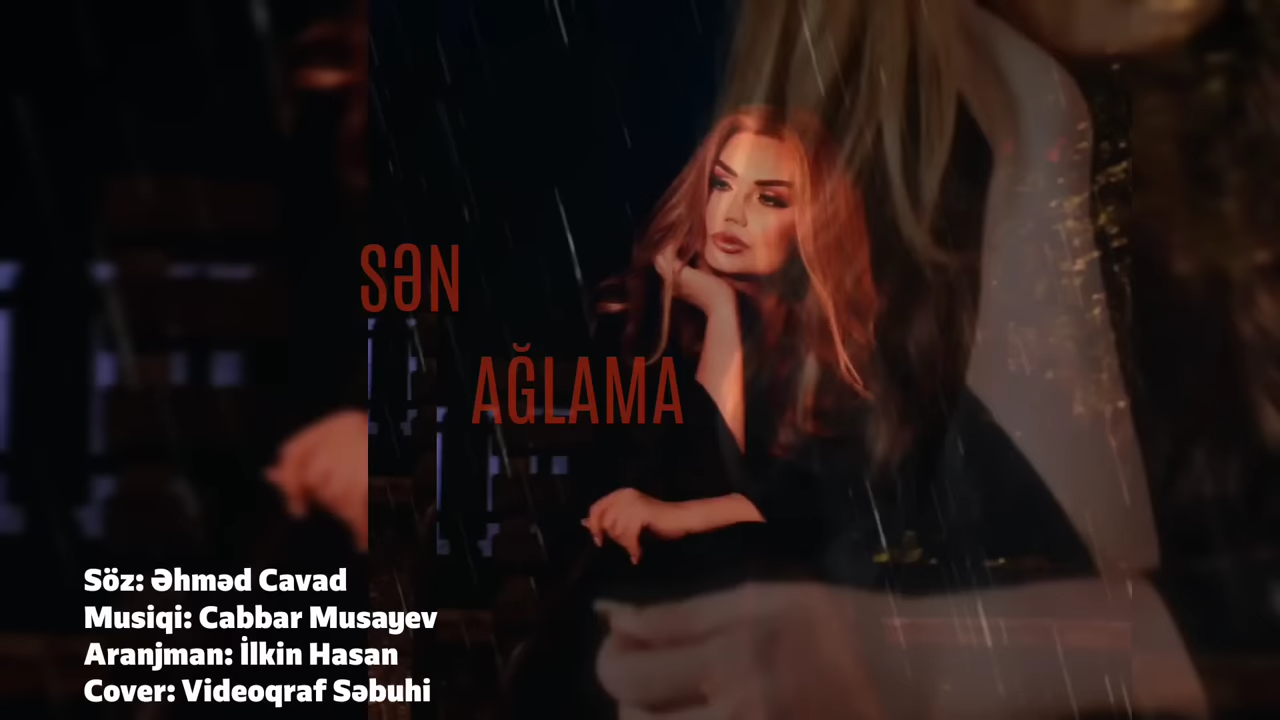 SƏN
AĞLAMA
Söz: Əhməd Cavad
Musiqi: Cabbar Musayev
Aranjman: İlkin Hasan
Cover: Videoqraf Səbuhi